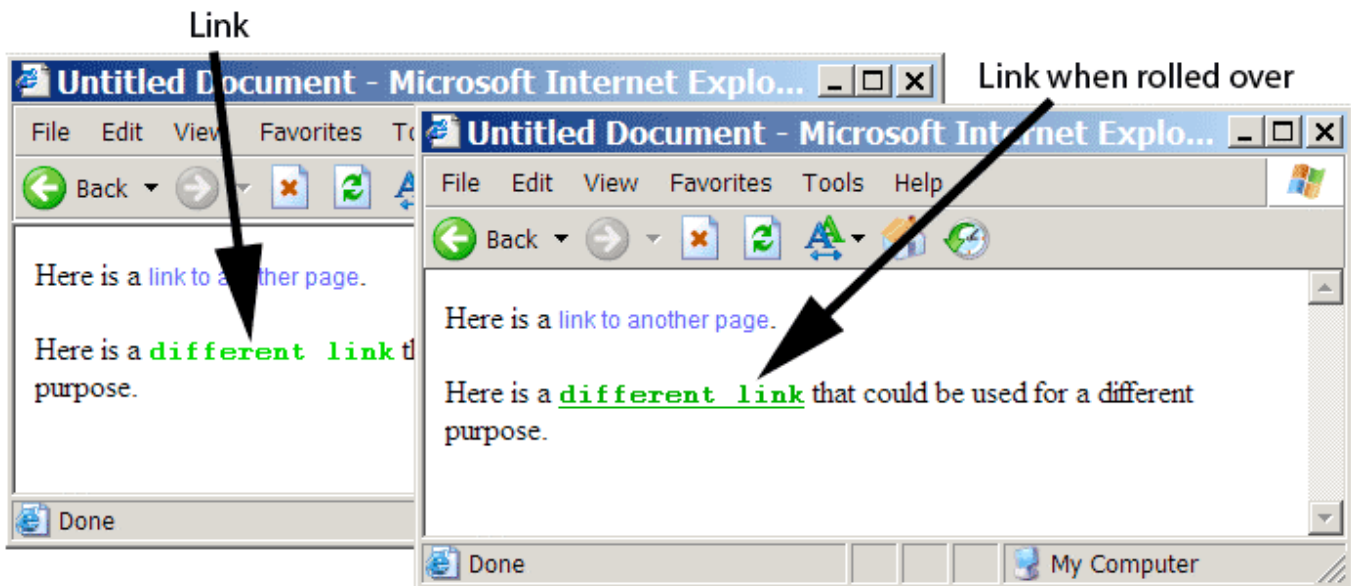 Link
Untitled Document - Microsoft Internet Explo...
File Edit View Favorites
Back
Here is a link to another page.
Here is a different link
purpose.
Done
Link when rolled over
Untitled Document - Microsoft Internet Explo...
File Edit View Favorites Tools Help
Back
Here is a link to another page.
Here is a different link that could be used for a different
purpose.
Done
My Computer